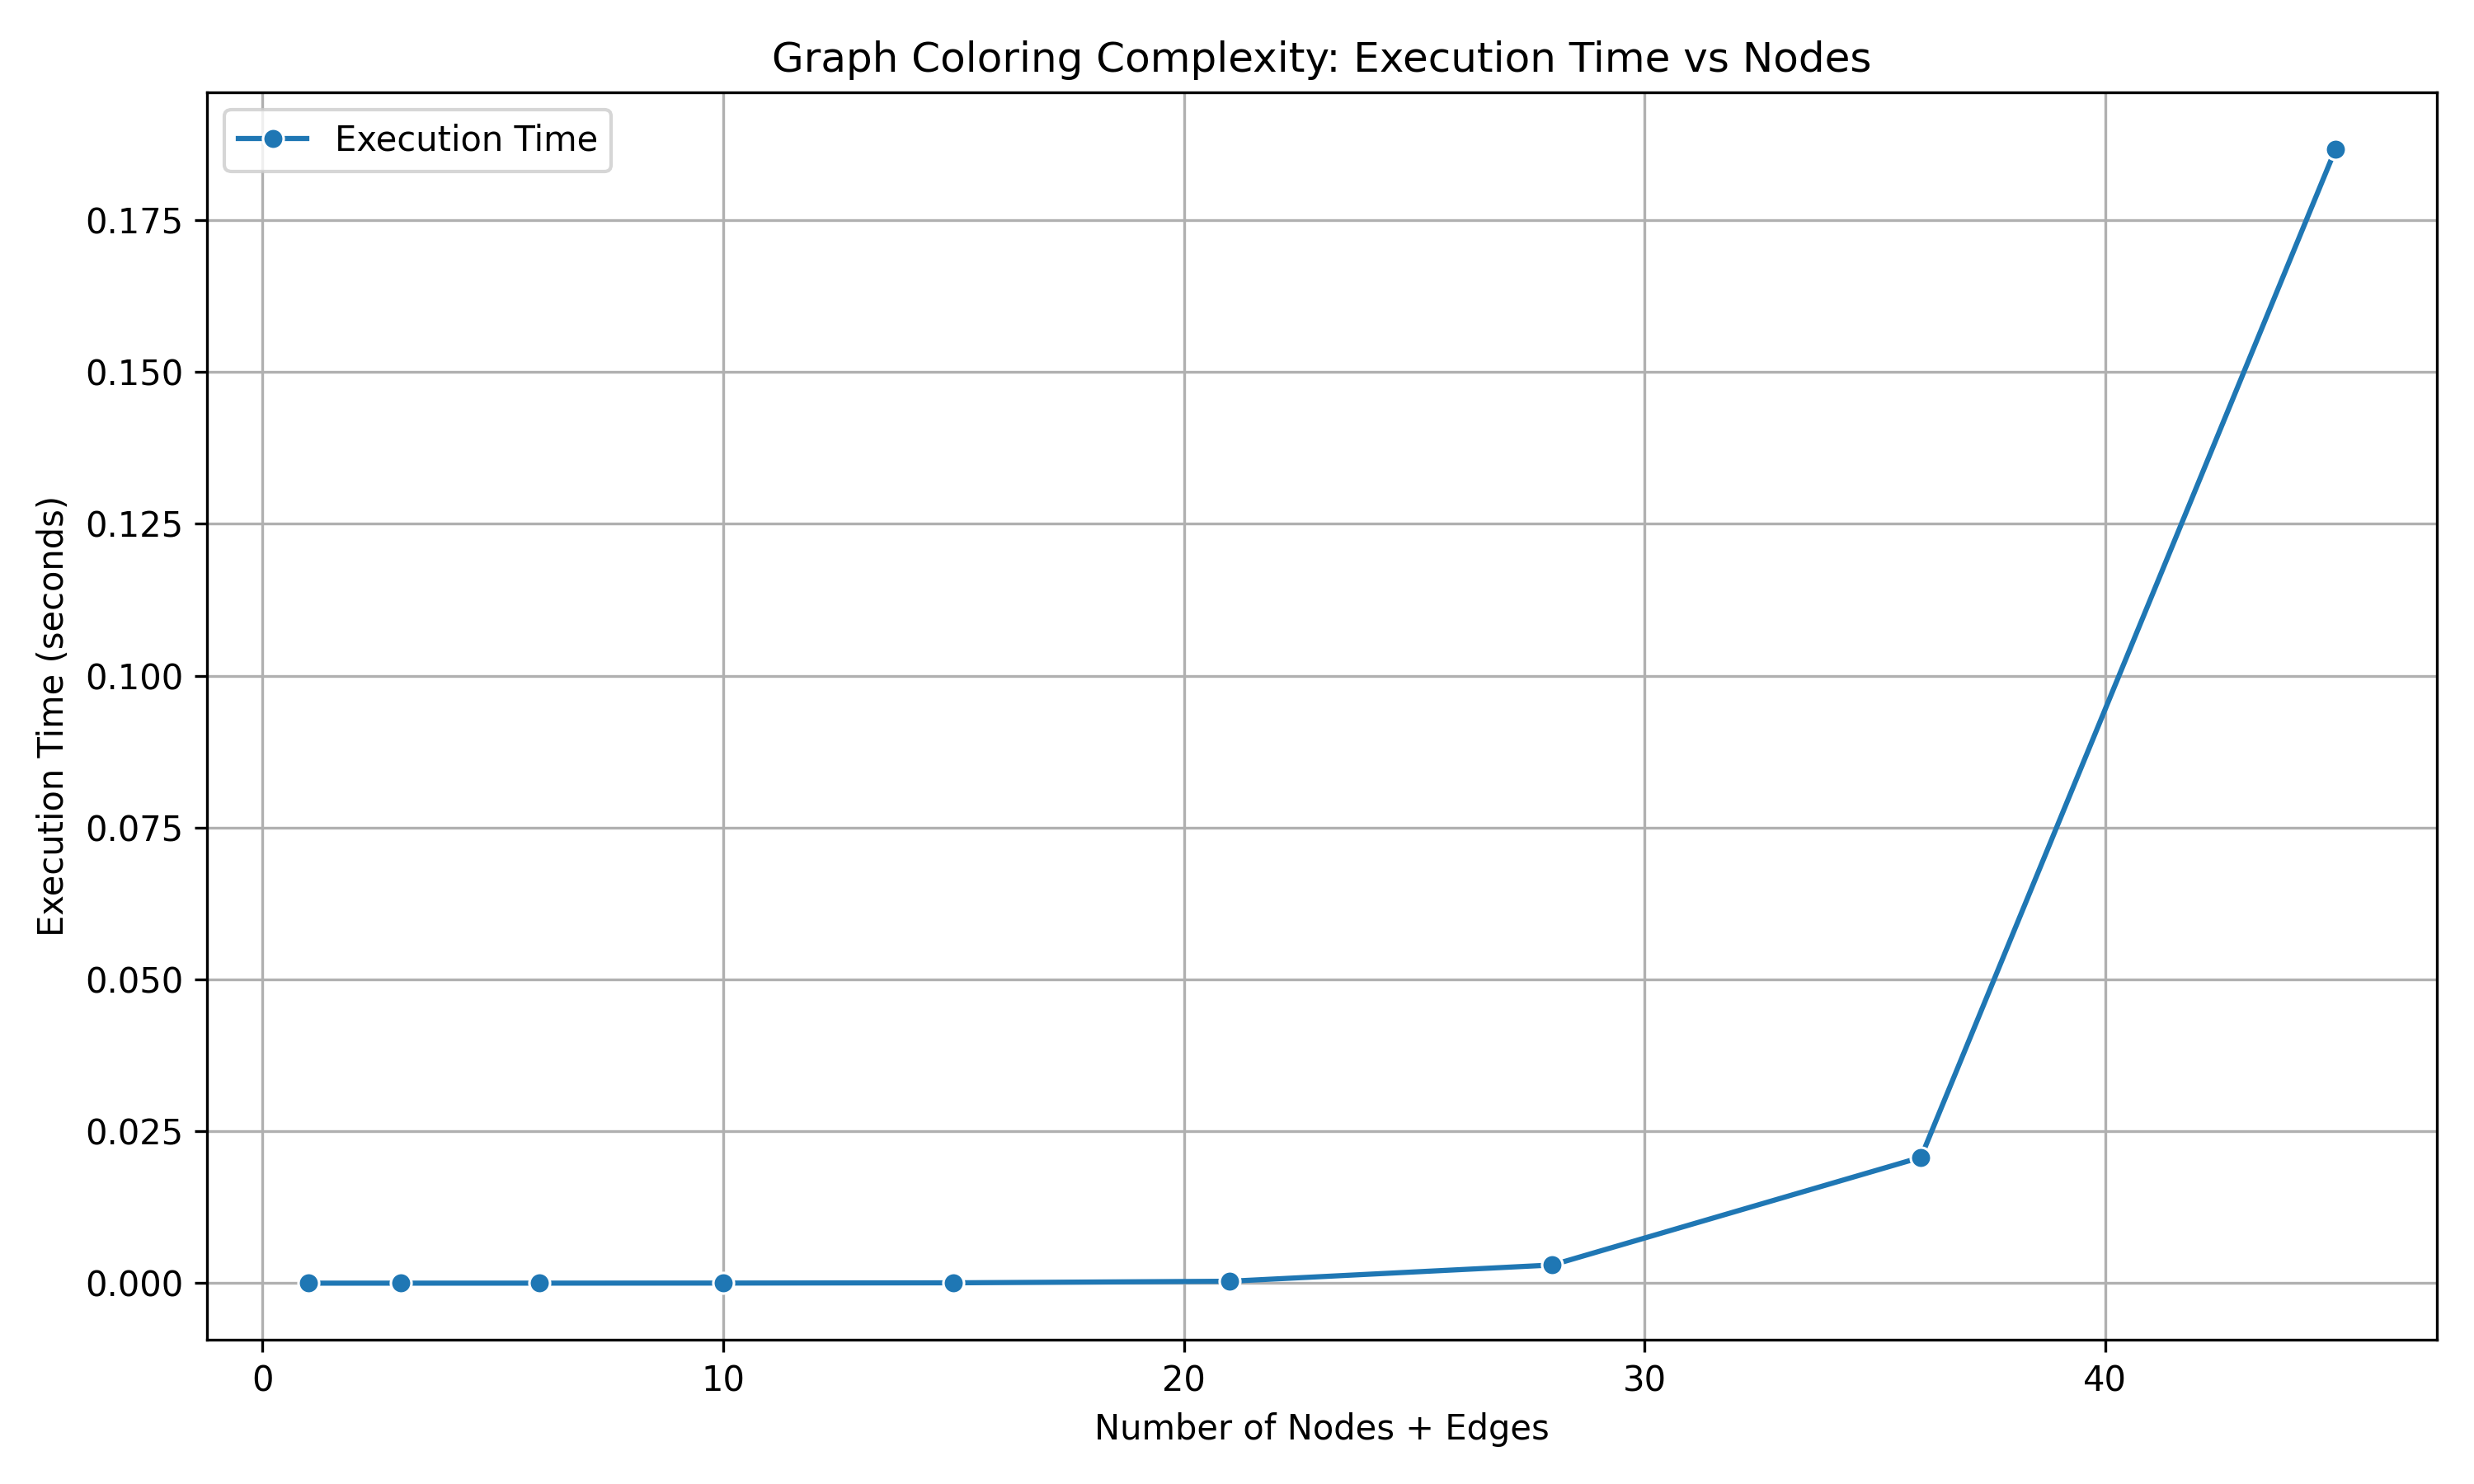 Graph Coloring Complexity: Execution Time vs Nodes
Execution Time
Execution Time (seconds)
0.175
0.150
0.125
0.100
0.075
0.050
0.025
0.000
0 10 20 30 40
Number of Nodes + Edges